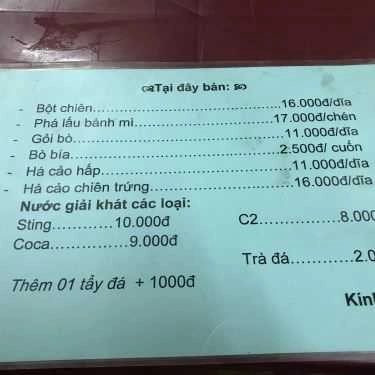 Tại đây bán:
- Bột chiên........................................16.000đ/dĩa
- Phá lấu bánh mì..............................17.000đ/chén
- Gỏi bò.............................................11.000đ/dĩa
- Bò bía.............................................2.500đ/ cuốn
- Há cảo hấp......................................11.000đ/dĩa
- Há cảo chiên trứng..........................16.000đ/dĩa
Nước giải khát các loại:
Sting............10.000đ C2................8.000
Coca...............9.000đ
Trà đá............2.0
Thêm 01 tẩy đá + 1000đ